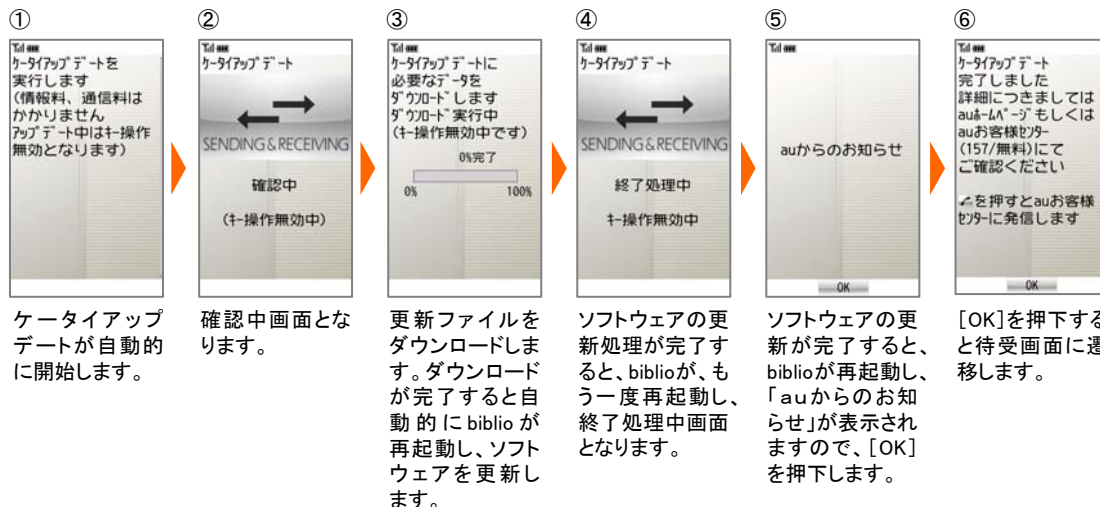 ①
ｹｰﾀｲｱｯﾌﾟﾃﾞｰﾄを
実行します
(情報料、通信料は
かかりません
ｱｯﾌﾟﾃﾞｰﾄ中はｷｰ操作
無効となります)
ケータイアップ
デートが自動的
に開始します。
②
ｹｰﾀｲｱｯﾌﾟﾃﾞｰﾄ
SENDING&RECEIVING
確認中
(ｷｰ操作無効中)
確認中画面とな
ります。
③
ｹｰﾀｲｱｯﾌﾟﾃﾞｰﾄに
必要なﾃﾞｰﾀを
ﾀﾞｳﾝﾛｰﾄﾞします
ﾀﾞｳﾝﾛｰﾄﾞ実行中
(ｷｰ操作無効中です)
0%完了
0% 100%
更新ファイルを
ダウンロードしま
す。ダウンロード
が完了すると自
動的に biblio が
再起動し、ソフト
ウェアを更新し
ます。
④
ｹｰﾀｲｱｯﾌﾟﾃﾞｰﾄ
SENDING&RECEIVING
終了処理中
ｷｰ操作無効中
ソフトウェアの更
新処理が完了す
ると、biblioが、も
う一度再起動し、
終了処理中画面
となります。
⑤
auからのお知らせ
OK
ソフトウェアの更
新が完了すると、
biblioが再起動し、
「auからのお知
らせ」が表示され
ますので、[OK]
を押下します。
⑥
ｹｰﾀｲｱｯﾌﾟﾃﾞｰﾄ
完了しました
詳細につきましては
auﾎｰﾑﾍﾟｰｼﾞもしくは
auお客様ｾﾝﾀｰ
(157/無料)にて
ご確認ください
を押すとauお客様
ｾﾝﾀｰに発信します
OK
[OK]を押下する
と待受画面に遷
移します。